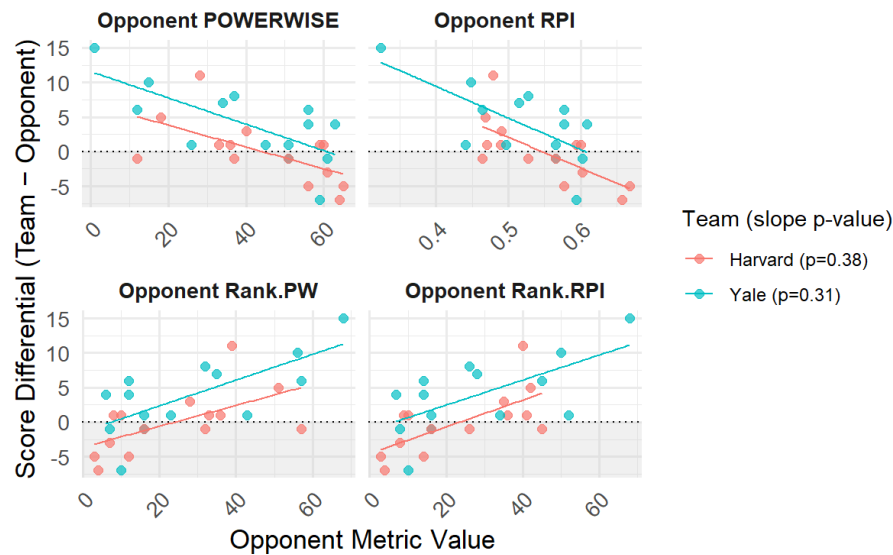 Opponent POWERWISE
Opponent RPI
15
10
5
0
-5
0
20
40
60
0.4
0.5
0.6
Opponent Rank.PW
Opponent Rank.RPI
15
10
5
0
-5
0
20
40
60
0
20
40
60
Opponent Metric Value
Score Differential (Team − Opponent)
Team (slope p-value)
Harvard (p=0.38)
Yale (p=0.31)